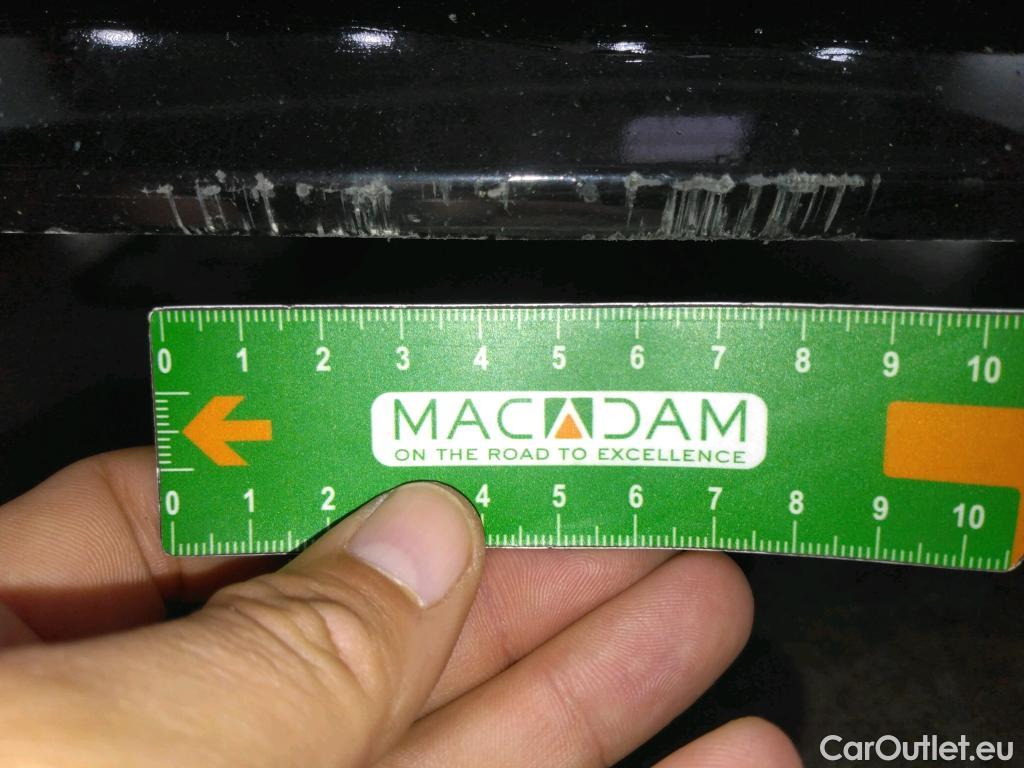 0 1 2 3 4 5 6 7 8 9 10
MACADAM
ON THE ROAD TO EXCELLENCE
0 1 2 4 5 6 7 8 9 10
CarOutlet.eu